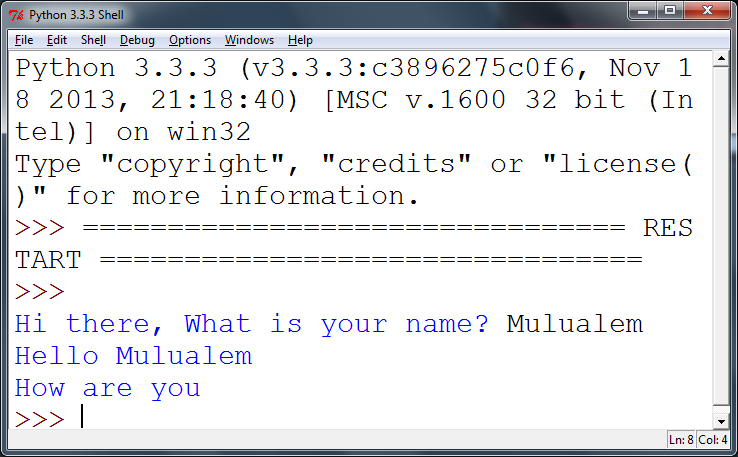 Python 3.3.3 Shell
File Edit Shell Debug Options Windows Help
Python 3.3.3 (v3.3.3:c3896275c0f6, Nov 1
8 2013, 21:18:40) [MSC v.1600 32 bit (In
tel)] on win32
Type "copyright", "credits" or "license(
)" for more information.
>>> ================================ RES
TART ================================
>>>
Hi there, What is your name? Mulualem
Hello Mulualem
How are you
>>>
Ln: 8 Col: 4